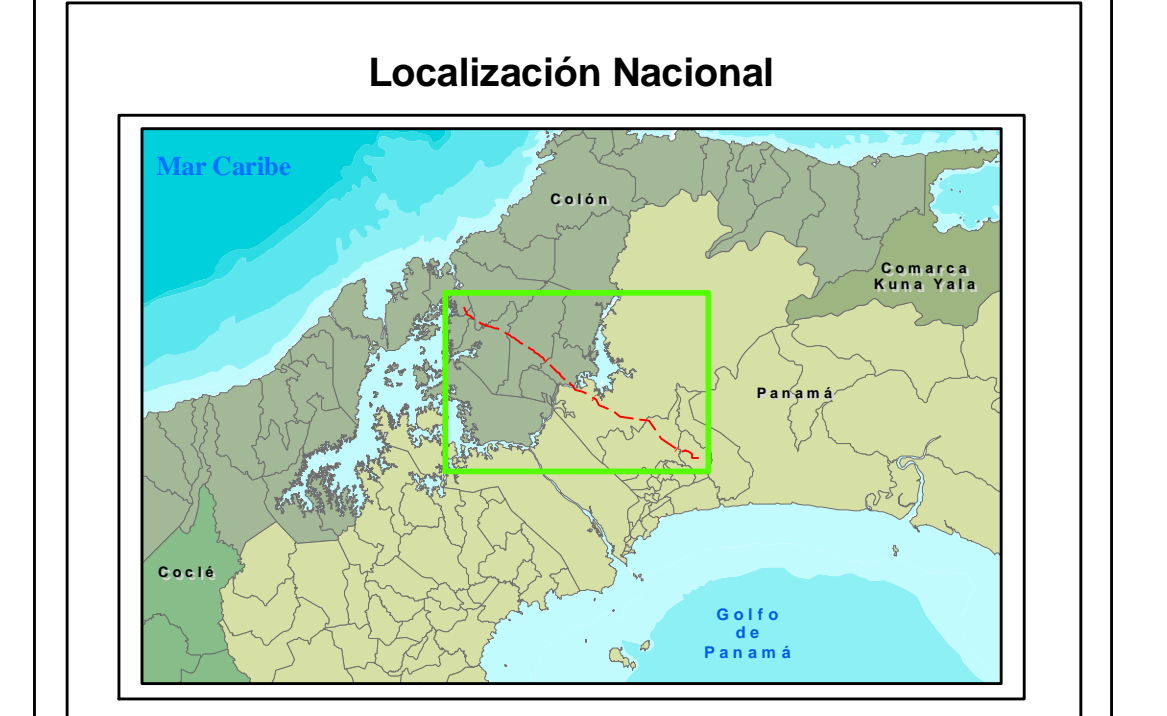 Localización Nacional
Mar Caribe
Colón
Comarca
Kuna Yala
Panamá
Coclé
Golfo
de
Panamá